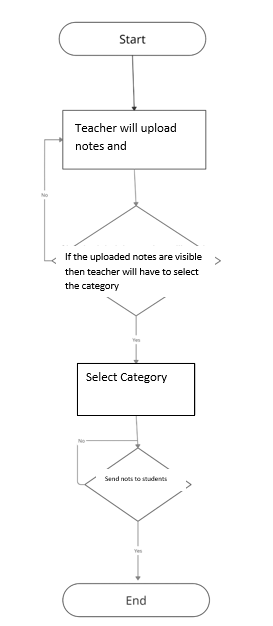 Start
Teacher will upload
notes and
No
If the uploaded notes are visible
then teacher will have to select
the category
Yes
Select Category
No
Send nots to students
Yes
End